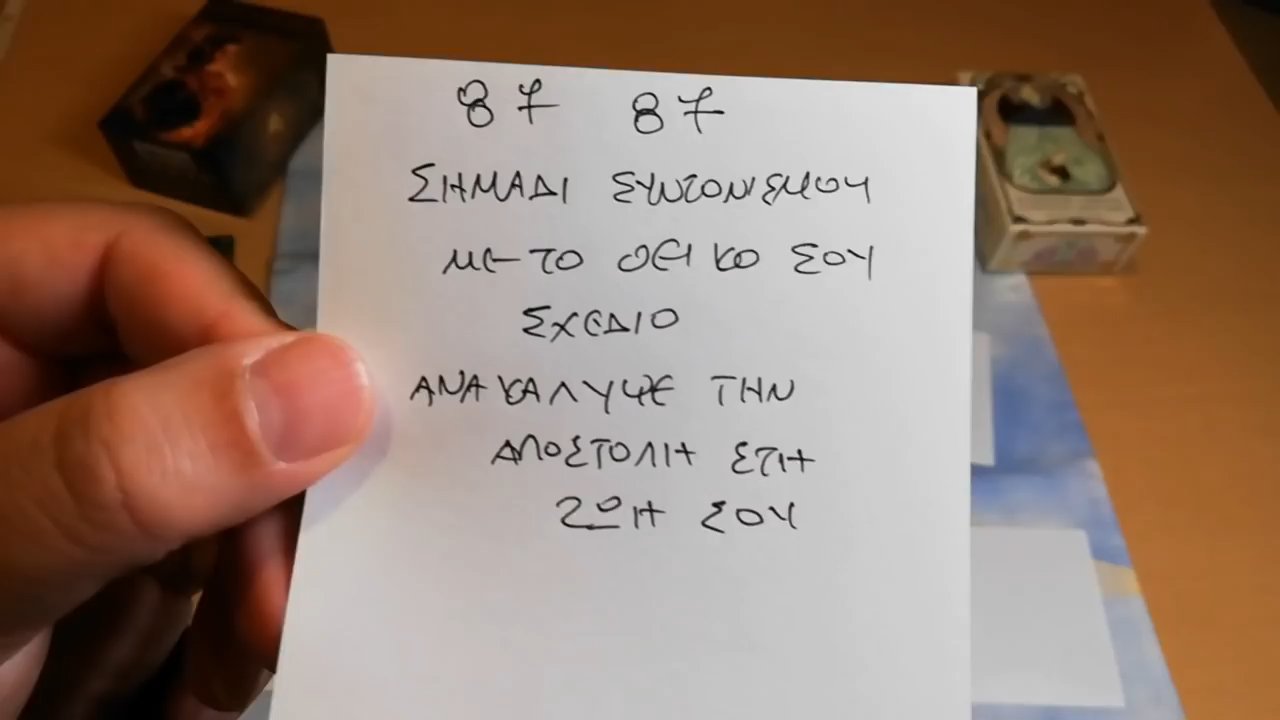 87 87
ΣΗΜΑΔΙ ΣΥΝΤΟΝΙΣΜΟΥ
ΜΕ ΤΟ ΘΕΙΚΟ ΣΟΥ
ΣΧΕΔΙΟ
ΑΝΑΚΑΛΥΨΕ ΤΗΝ
ΑΠΟΣΤΟΛΗ ΣΤΗ
ΖΩΗ ΣΟΥ